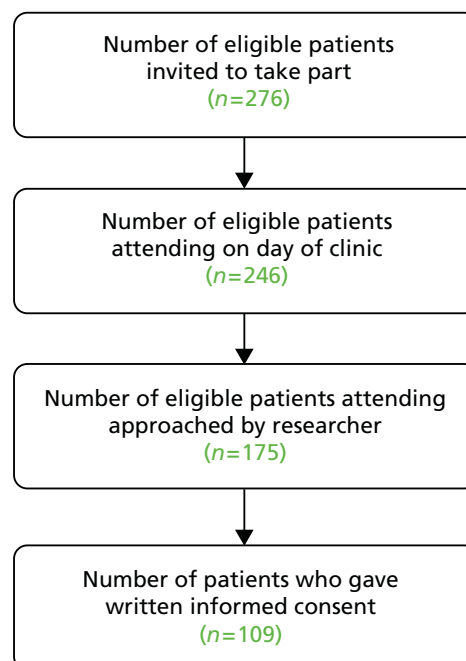 Number of eligible patients
invited to take part
(n=276)
Number of eligible patients
attending on day of clinic
(n=246)
Number of eligible patients attending
approached by researcher
(n=175)
Number of patients who gave
written informed consent
(n=109)